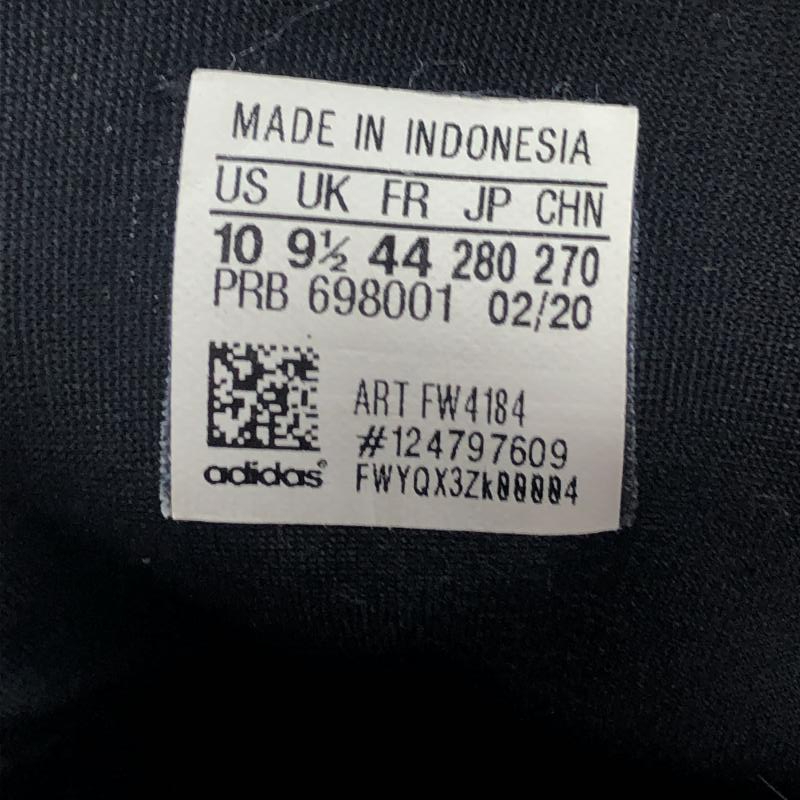 MADE IN INDONESIA
US UK FR JP CHN
10 9½ 44 280 270
PRB 698001 02/20
ART FW4184
#124797609
adidas®
FWYQX3Zk00004